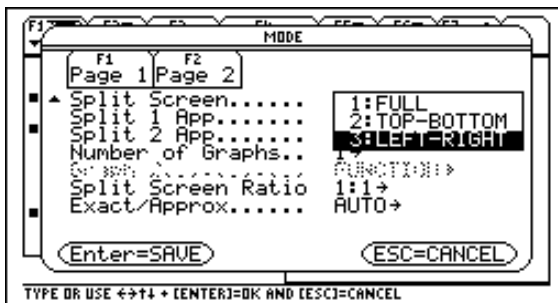 MODE
F1 F2
Page 1 Page 2
Split Screen......
Split 1 App.......
Split 2 App.......
Number of Graphs..
Split Screen Ratio
Exact/Approx......
1:FULL
2:TOP-BOTTOM
3:LEFT-RIGHT
1→
FUNCTION→
1:1→
AUTO→
Enter=SAVE ESC=CANCEL
TYPE OR USE ←→↑↓ + [ENTER]=OK AND [ESC]=CANCEL